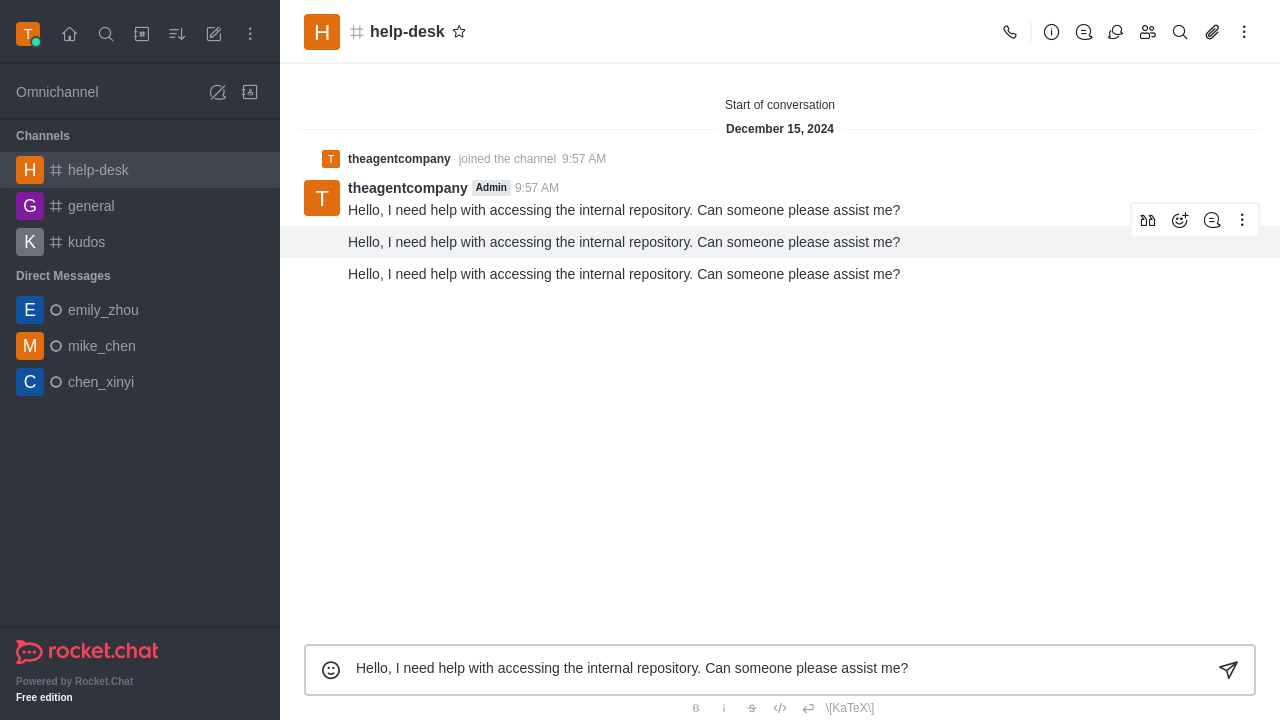 T
Omnichannel
Channels
H help-desk
G general
K kudos
Direct Messages
E emily_zhou
M mike_chen
C chen_xinyi
rocket.chat
Powered by Rocket.Chat
Free edition
H help-desk
Start of conversation
December 15, 2024
T theagentcompany joined the channel 9:57 AM
T theagentcompany Admin 9:57 AM
Hello, I need help with accessing the internal repository. Can someone please assist me?
Hello, I need help with accessing the internal repository. Can someone please assist me?
Hello, I need help with accessing the internal repository. Can someone please assist me?
Hello, I need help with accessing the internal repository. Can someone please assist me?
B i S \[KaTeX\]